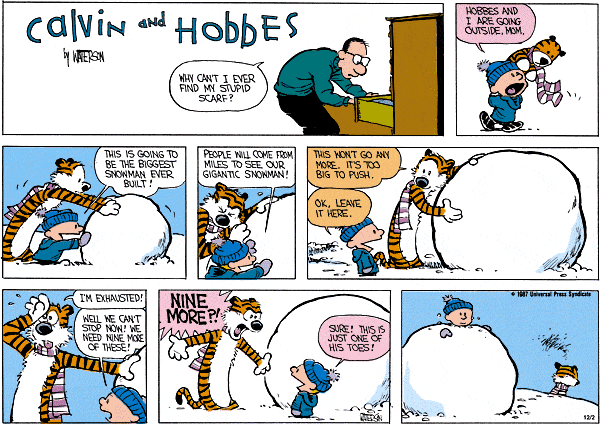 CALVIN and HOBBES
by WATTERSON
WHY CAN'T I EVER
FIND MY STUPID
SCARF?
HOBBES AND
I ARE GOING
OUTSIDE, MOM.
THIS IS GOING TO
BE THE BIGGEST
SNOWMAN EVER
BUILT!
PEOPLE WILL COME FROM
MILES TO SEE OUR
GIGANTIC SNOWMAN!
THIS WON'T GO ANY
MORE. IT'S TOO
BIG TO PUSH.
OK, LEAVE
IT HERE.
I'M EXHAUSTED!
WELL WE CAN'T
STOP NOW! WE
NEED NINE MORE
OF THESE!
NINE
MORE?!
SURE! THIS IS
JUST ONE OF
HIS TOES!
WATTERSON
© 1987 Universal Press Syndicate
12/2